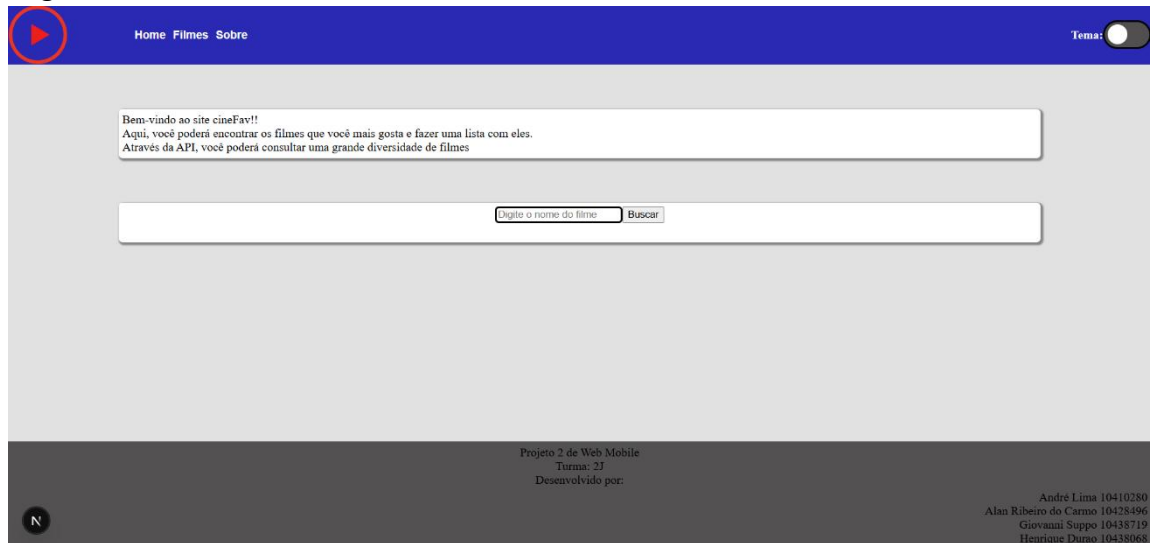 Home Filmes Sobre
Tema:
Bem-vindo ao site cineFav!!
Aqui, você poderá encontrar os filmes que você mais gosta e fazer uma lista com eles.
Através da API, você poderá consultar uma grande diversidade de filmes
Digite o nome do filme Buscar
Projeto 2 de Web Mobile
Turma: 2J
Desenvolvido por:
André Lima 10410280
Alan Ribeiro do Carmo 10428496
Giovanni Suppo 10438719
Henrique Durao 10438068
N